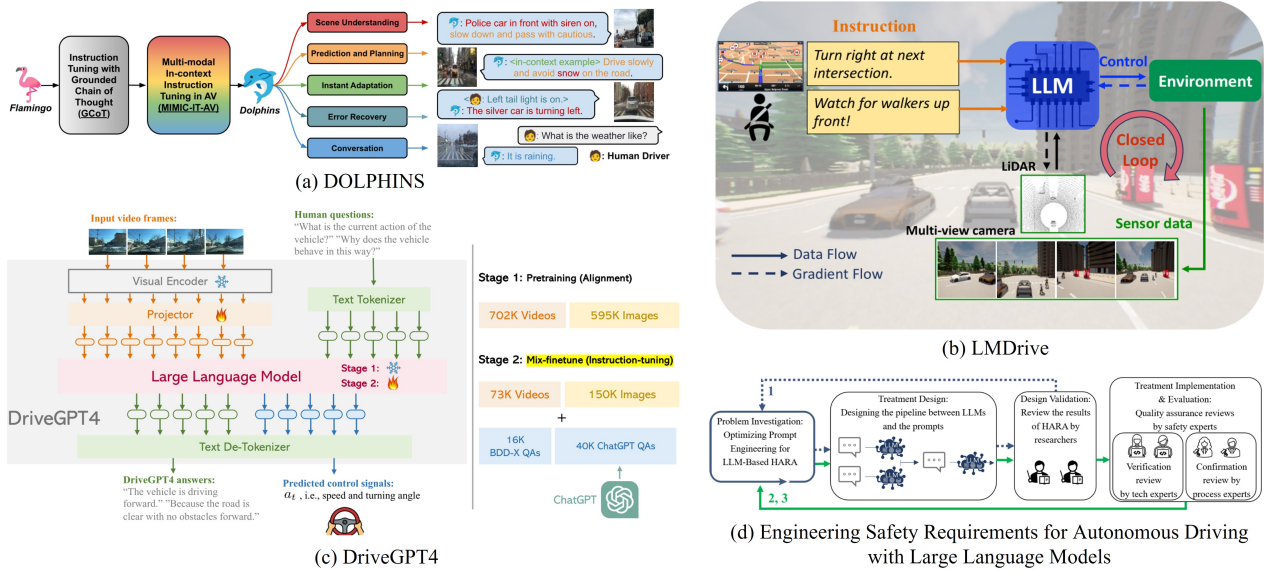 Flamingo
Instruction
Tuning with
Grounded
Chain of
Thought
(GCoT)
Multi-modal
In-context
Instruction
Tuning in AV
(MIMIC-IT-AV)
Dolphins
Scene Understanding
Prediction and Planning
Instant Adaptation
Error Recovery
Conversation
: Police car in front with siren on,
slow down and pass with cautious.
: <in-context example> Drive slowly
and avoid snow on the road.
<: Left tail light is on.>
: The silver car is turning left.
: What is the weather like?
: It is raining.
: Human Driver
(a) DOLPHINS
Instruction
Turn right at next
intersection.
Watch for walkers up
front!
LLM
Control
Environment
Closed
Loop
LiDAR
Sensor data
Multi-view camera
Data Flow
Gradient Flow
(b) LMDrive
Input video frames:
Human questions:
"What is the current action of the
vehicle?" "Why does the vehicle
behave in this way?"
Visual Encoder
Projector
Text Tokenizer
Large Language Model
Stage 1:
Stage 2:
DriveGPT4
Text De-Tokenizer
DriveGPT4 answers:
"The vehicle is driving
forward." "Because the road is
clear with no obstacles forward."
Predicted control signals:
a_t , i.e., speed and turning angle
Stage 1: Pretraining (Alignment)
702K Videos
595K Images
Stage 2: Mix-finetune (Instruction-tuning)
73K Videos
150K Images
+
16K
BDD-X QAs
40K ChatGPT QAs
ChatGPT
(c) DriveGPT4
1
Problem Investigation:
Optimizing Prompt
Engineering for
LLM-Based HARA
Treatment Design:
Designing the pipeline between LLMs
and the prompts
Design Validation:
Review the results
of HARA by
researchers
Treatment Implementation
& Evaluation:
Quality assurance reviews
by safety experts
Verification
review
by tech experts
Confirmation
review by
process experts
2, 3
(d) Engineering Safety Requirements for Autonomous Driving
with Large Language Models